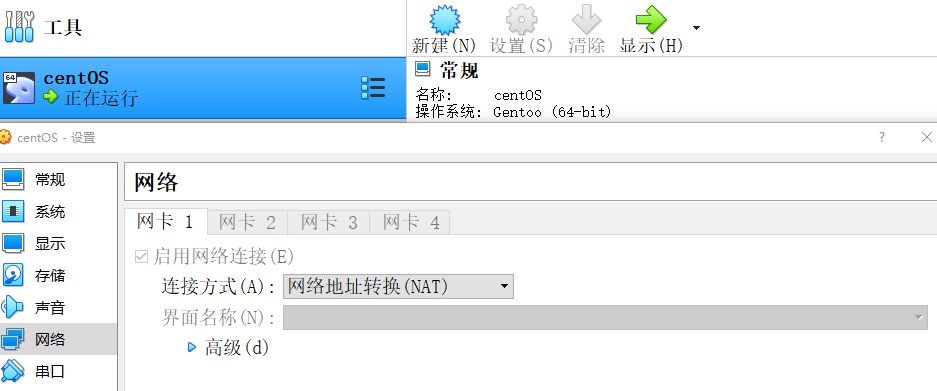 工具
新建(N) 设置(S) 清除 显示(H)
64
centOS
正在运行
常规
名称: centOS
操作系统: Gentoo (64-bit)
centOS - 设置 ?
常规
系统
显示
存储
声音
网络
串口
网络
网卡 1 网卡 2 网卡 3 网卡 4
启用网络连接(E)
连接方式(A): 网络地址转换(NAT)
界面名称(N):
高级(d)